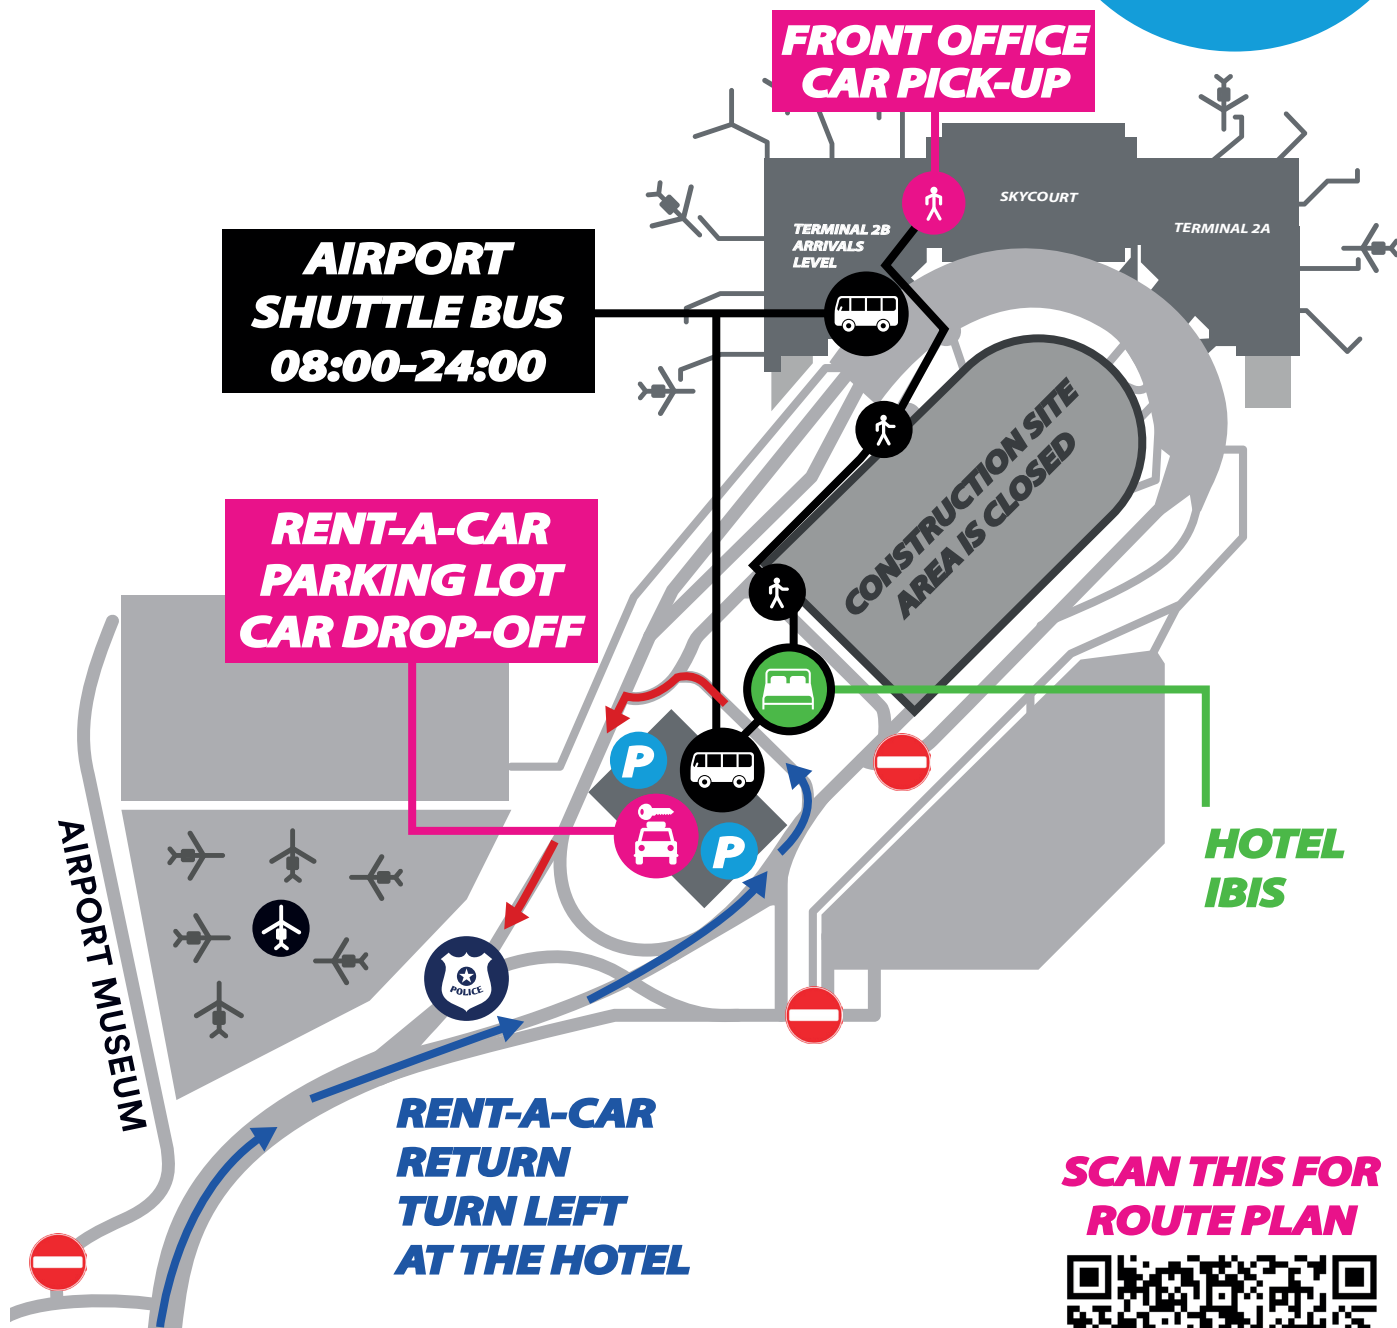 FRONT OFFICE
CAR PICK-UP
SKYCOURT
TERMINAL 2B
ARRIVALS
LEVEL
TERMINAL 2A
AIRPORT
SHUTTLE BUS
08:00-24:00
CONSTRUCTION SITE
AREA IS CLOSED
RENT-A-CAR
PARKING LOT
CAR DROP-OFF
P
P
HOTEL
IBIS
AIRPORT MUSEUM
POLICE
RENT-A-CAR
RETURN
TURN LEFT
AT THE HOTEL
SCAN THIS FOR
ROUTE PLAN